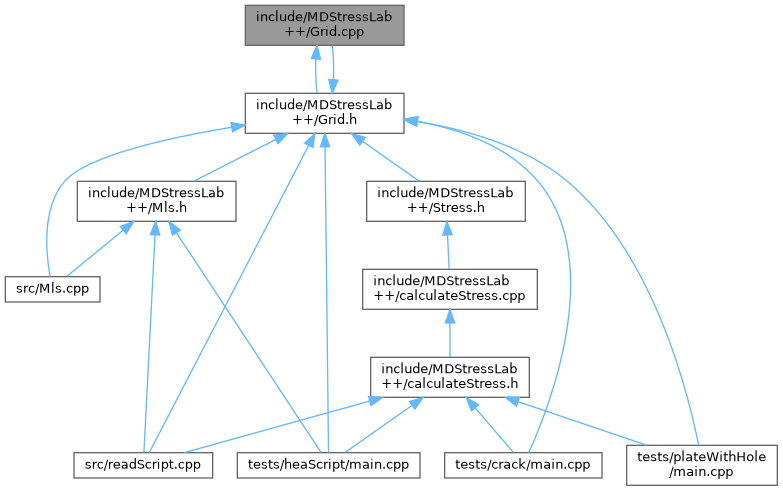 include/MDStressLab
++/Grid.cpp
include/MDStressLab
++/Grid.h
include/MDStressLab
++/Mls.h
include/MDStressLab
++/Stress.h
src/Mls.cpp
include/MDStressLab
++/calculateStress.cpp
include/MDStressLab
++/calculateStress.h
src/readScript.cpp
tests/heaScript/main.cpp
tests/crack/main.cpp
tests/plateWithHole
/main.cpp